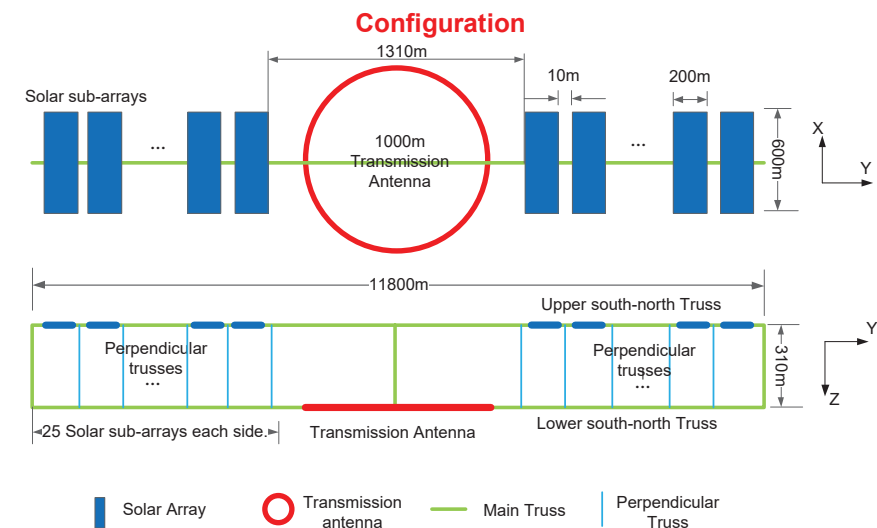 Configuration
1310m
10m
200m
Solar sub-arrays
...
1000m
Transmission
Antenna
...
600m
X
Y
11800m
Upper south-north Truss
Perpendicular
trusses
...
Perpendicular
trusses
...
310m
Y
Z
25 Solar sub-arrays each side.
Transmission Antenna
Lower south-north Truss
Solar Array
Transmission
antenna
Main Truss
Perpendicular
Truss